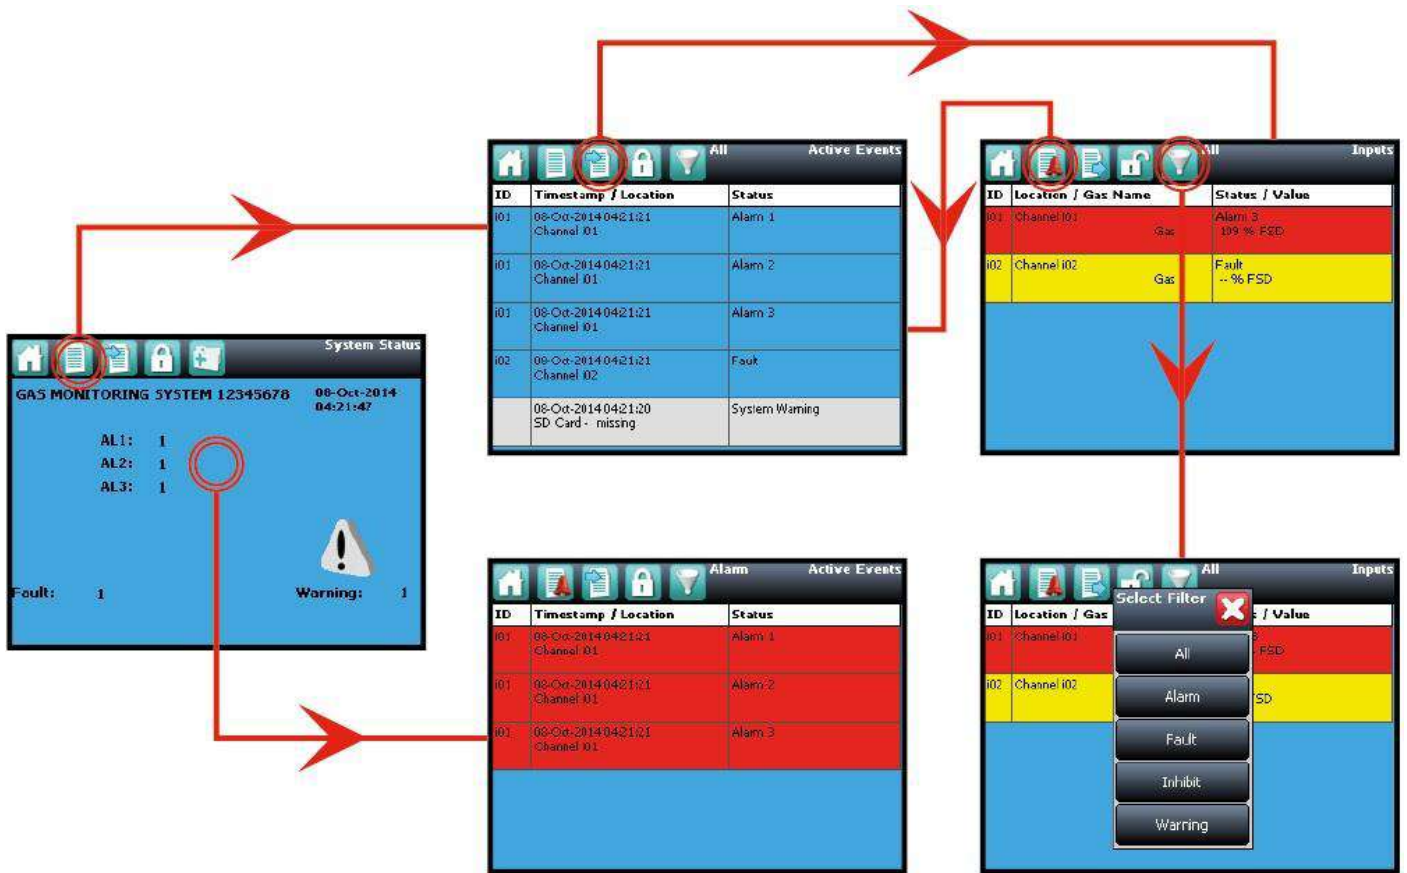 All Active Events
ID Timestamp / Location Status
i01 08-Oct-2014 04:21:21 Alarm 1
Channel i01
i01 08-Oct-2014 04:21:21 Alarm 2
Channel i01
i01 08-Oct-2014 04:21:21 Alarm 3
Channel i01
i02 08-Oct-2014 04:21:21 Fault
Channel i02
08-Oct-2014 04:21:20 System Warning
SD Card - missing
All Inputs
ID Location / Gas Name Status / Value
i01 Channel i01 Alarm 3
Gas 109 % FSD
i02 Channel i02 Fault
Gas -- % FSD
System Status
GAS MONITORING SYSTEM 12345678 08-Oct-2014
04:21:47
AL1: 1
AL2: 1
AL3: 1
Fault: 1 Warning: 1
Alarm Active Events
ID Timestamp / Location Status
i01 08-Oct-2014 04:21:21 Alarm 1
Channel i01
i01 08-Oct-2014 04:21:21 Alarm 2
Channel i01
i01 08-Oct-2014 04:21:21 Alarm 3
Channel i01
All Inputs
Select Filter
ID Location / Gas / Value
i01 Channel i01
FSD
All
i02 Channel i02
Alarm
Fault
Inhibit
Warning